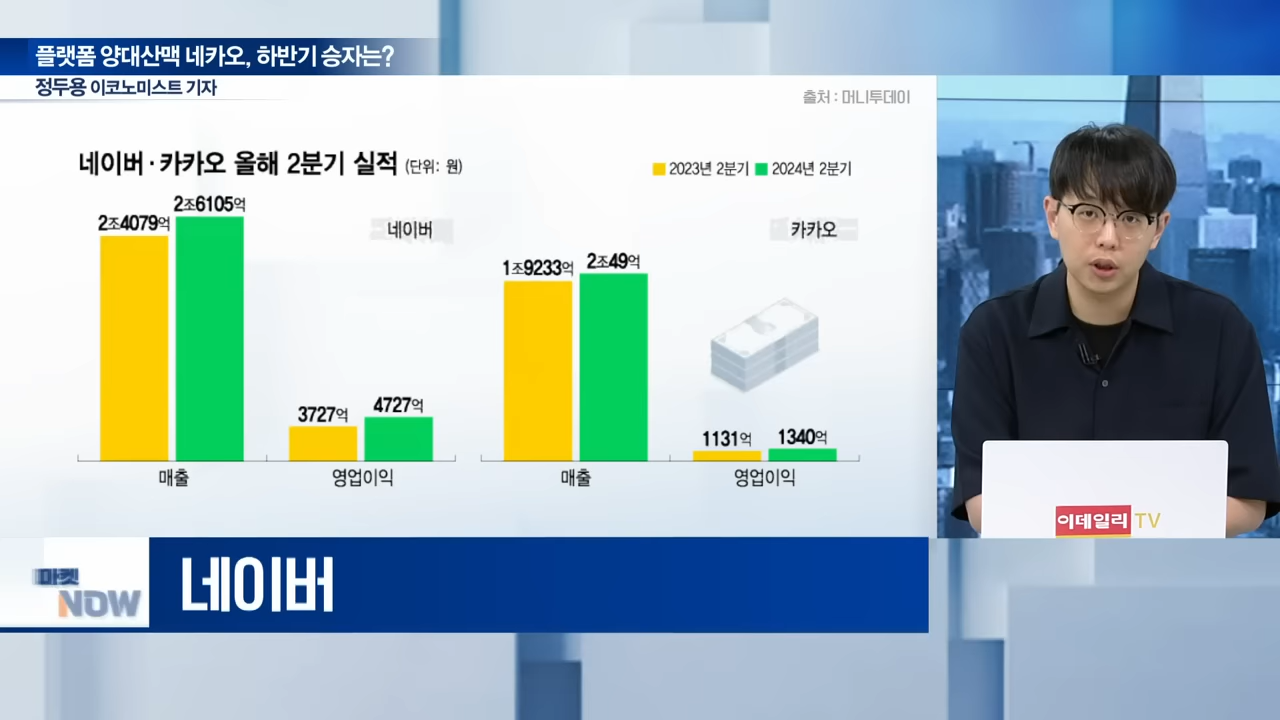 플랫폼 양대산맥 네카오, 하반기 승자는?
정두용 이코노미스트 기자
출처 : 머니투데이
네이버·카카오 올해 2분기 실적 (단위: 원)
2023년 2분기 2024년 2분기
네이버
2조4079억 2조6105억
3727억 4727억
매출 영업이익
카카오
1조9233억 2조49억
1131억 1340억
매출 영업이익
이데일리 TV
마켓
NOW
네이버